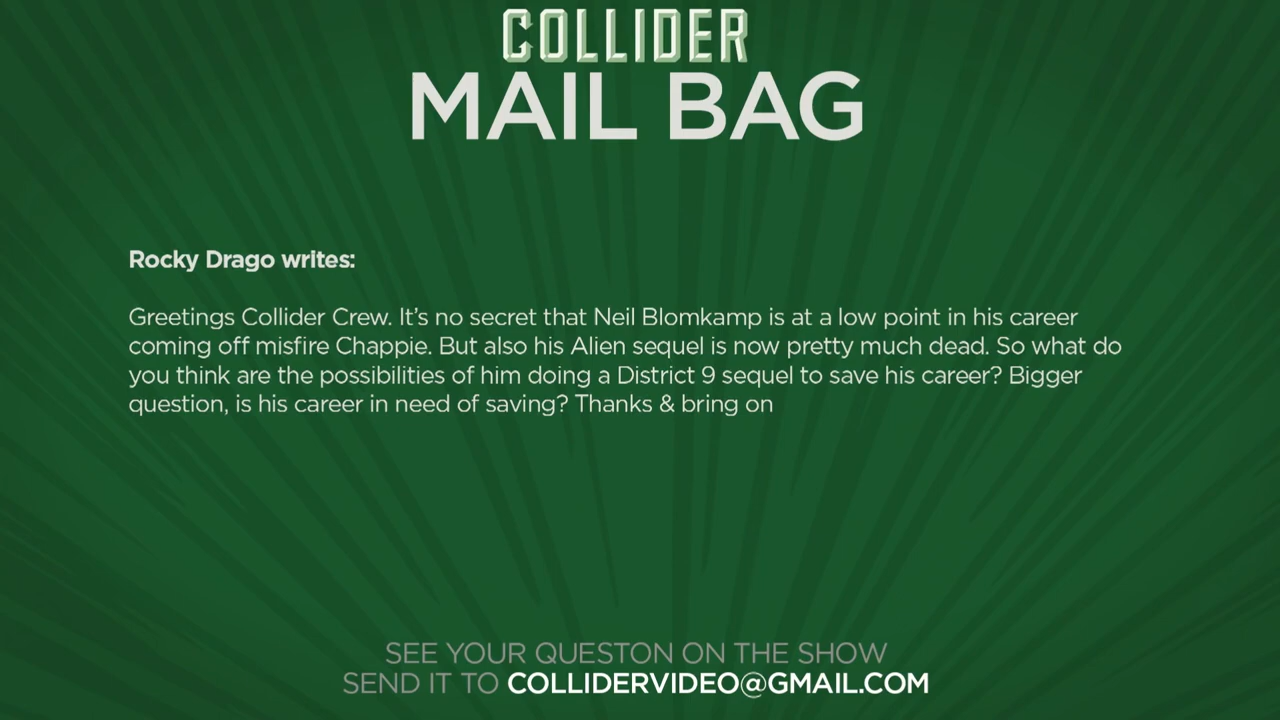 COLLIDER
MAIL BAG
Rocky Drago writes:
Greetings Collider Crew. It’s no secret that Neil Blomkamp is at a low point in his career
coming off misfire Chappie. But also his Alien sequel is now pretty much dead. So what do
you think are the possibilities of him doing a District 9 sequel to save his career? Bigger
question, is his career in need of saving? Thanks & bring on
SEE YOUR QUESTON ON THE SHOW
SEND IT TO COLLIDERVIDEO@GMAIL.COM